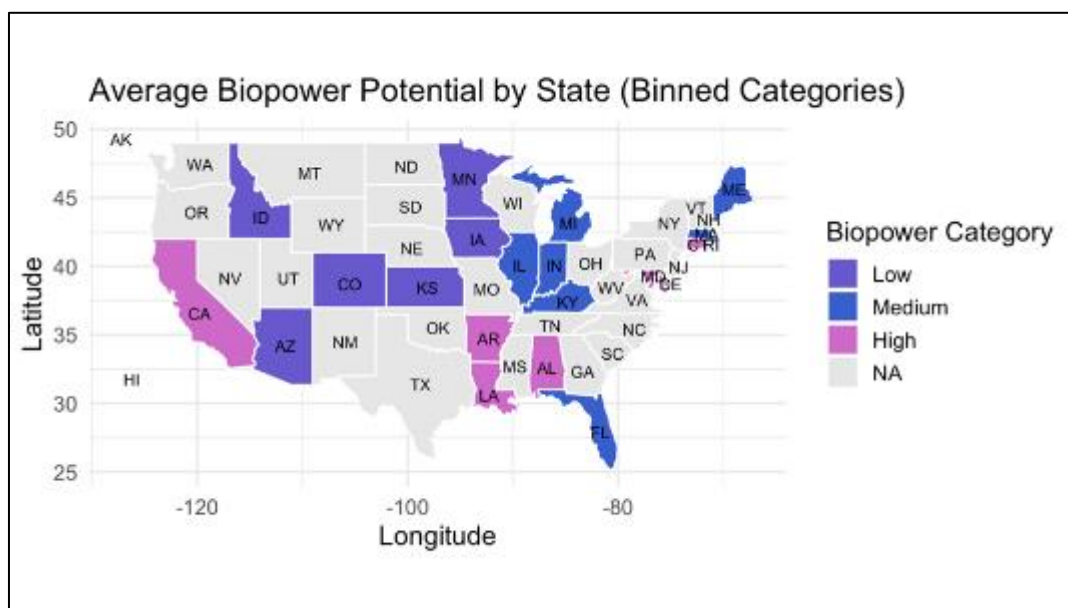 Average Biopower Potential by State (Binned Categories)
50
AK
WA
MT
ND
MN
VT
ME
45
OR
ID
SD
WI
MI
NY
NH
WY
MA
Biopower Category
IA
CT
RI
NE
PA
Low
40
NV
UT
CO
KS
IL
IN
OH
NJ
MD
Medium
CA
MO
WV
DE
KY
VA
High
35
AZ
NM
OK
AR
TN
NC
NA
SC
MS
AL
GA
HI
TX
LA
30
FL
25
-120
-100
-80
Latitude
Longitude